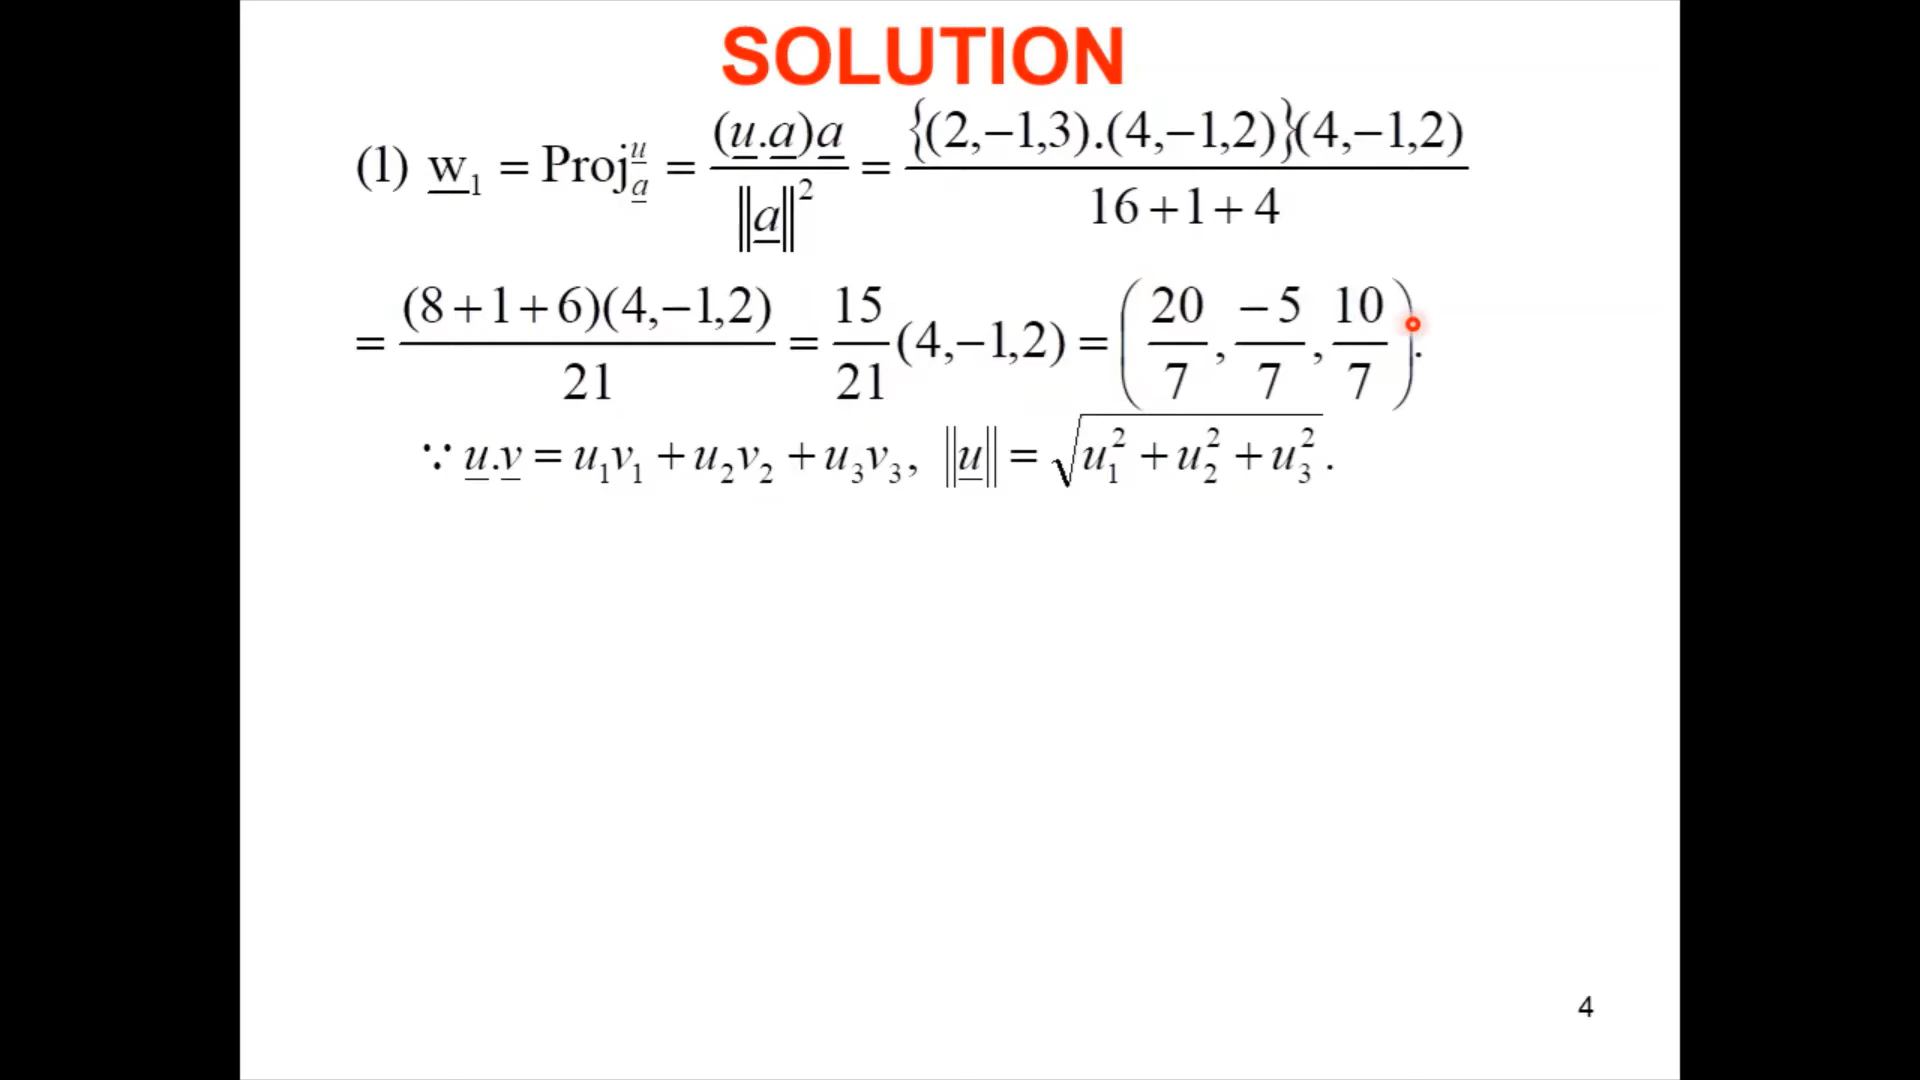 SOLUTION
(1) w₁ = Proj_a^u = (u.a)a / ‖a‖² = {(2,−1,3).(4,−1,2)}(4,−1,2) / 16+1+4
= (8+1+6)(4,−1,2) / 21 = 15/21 (4,−1,2) = (20/7, −5/7, 10/7).
∵ u.v = u₁v₁ + u₂v₂ + u₃v₃, ‖u‖ = √(u₁² + u₂² + u₃²).
4